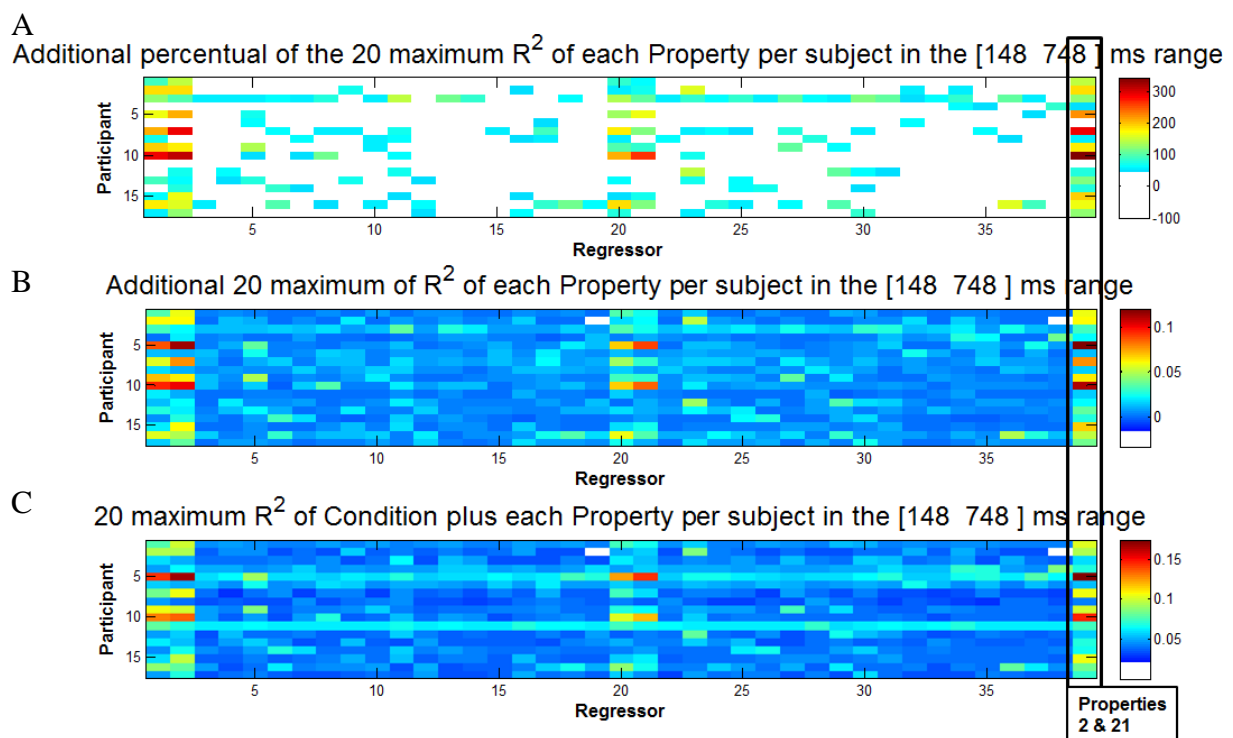 A
Additional percentual of the 20 maximum R² of each Property per subject in the [148 748 ] ms range
Participant
5
10
15
5 10 15 20 25 30 35
Regressor
300
200
100
0
-100
B
Additional 20 maximum of R² of each Property per subject in the [148 748 ] ms range
Participant
5
10
15
5 10 15 20 25 30 35
Regressor
0.1
0.05
0
C
20 maximum R² of Condition plus each Property per subject in the [148 748 ] ms range
Participant
5
10
15
5 10 15 20 25 30 35
Regressor
0.15
0.1
0.05
Properties
2 & 21